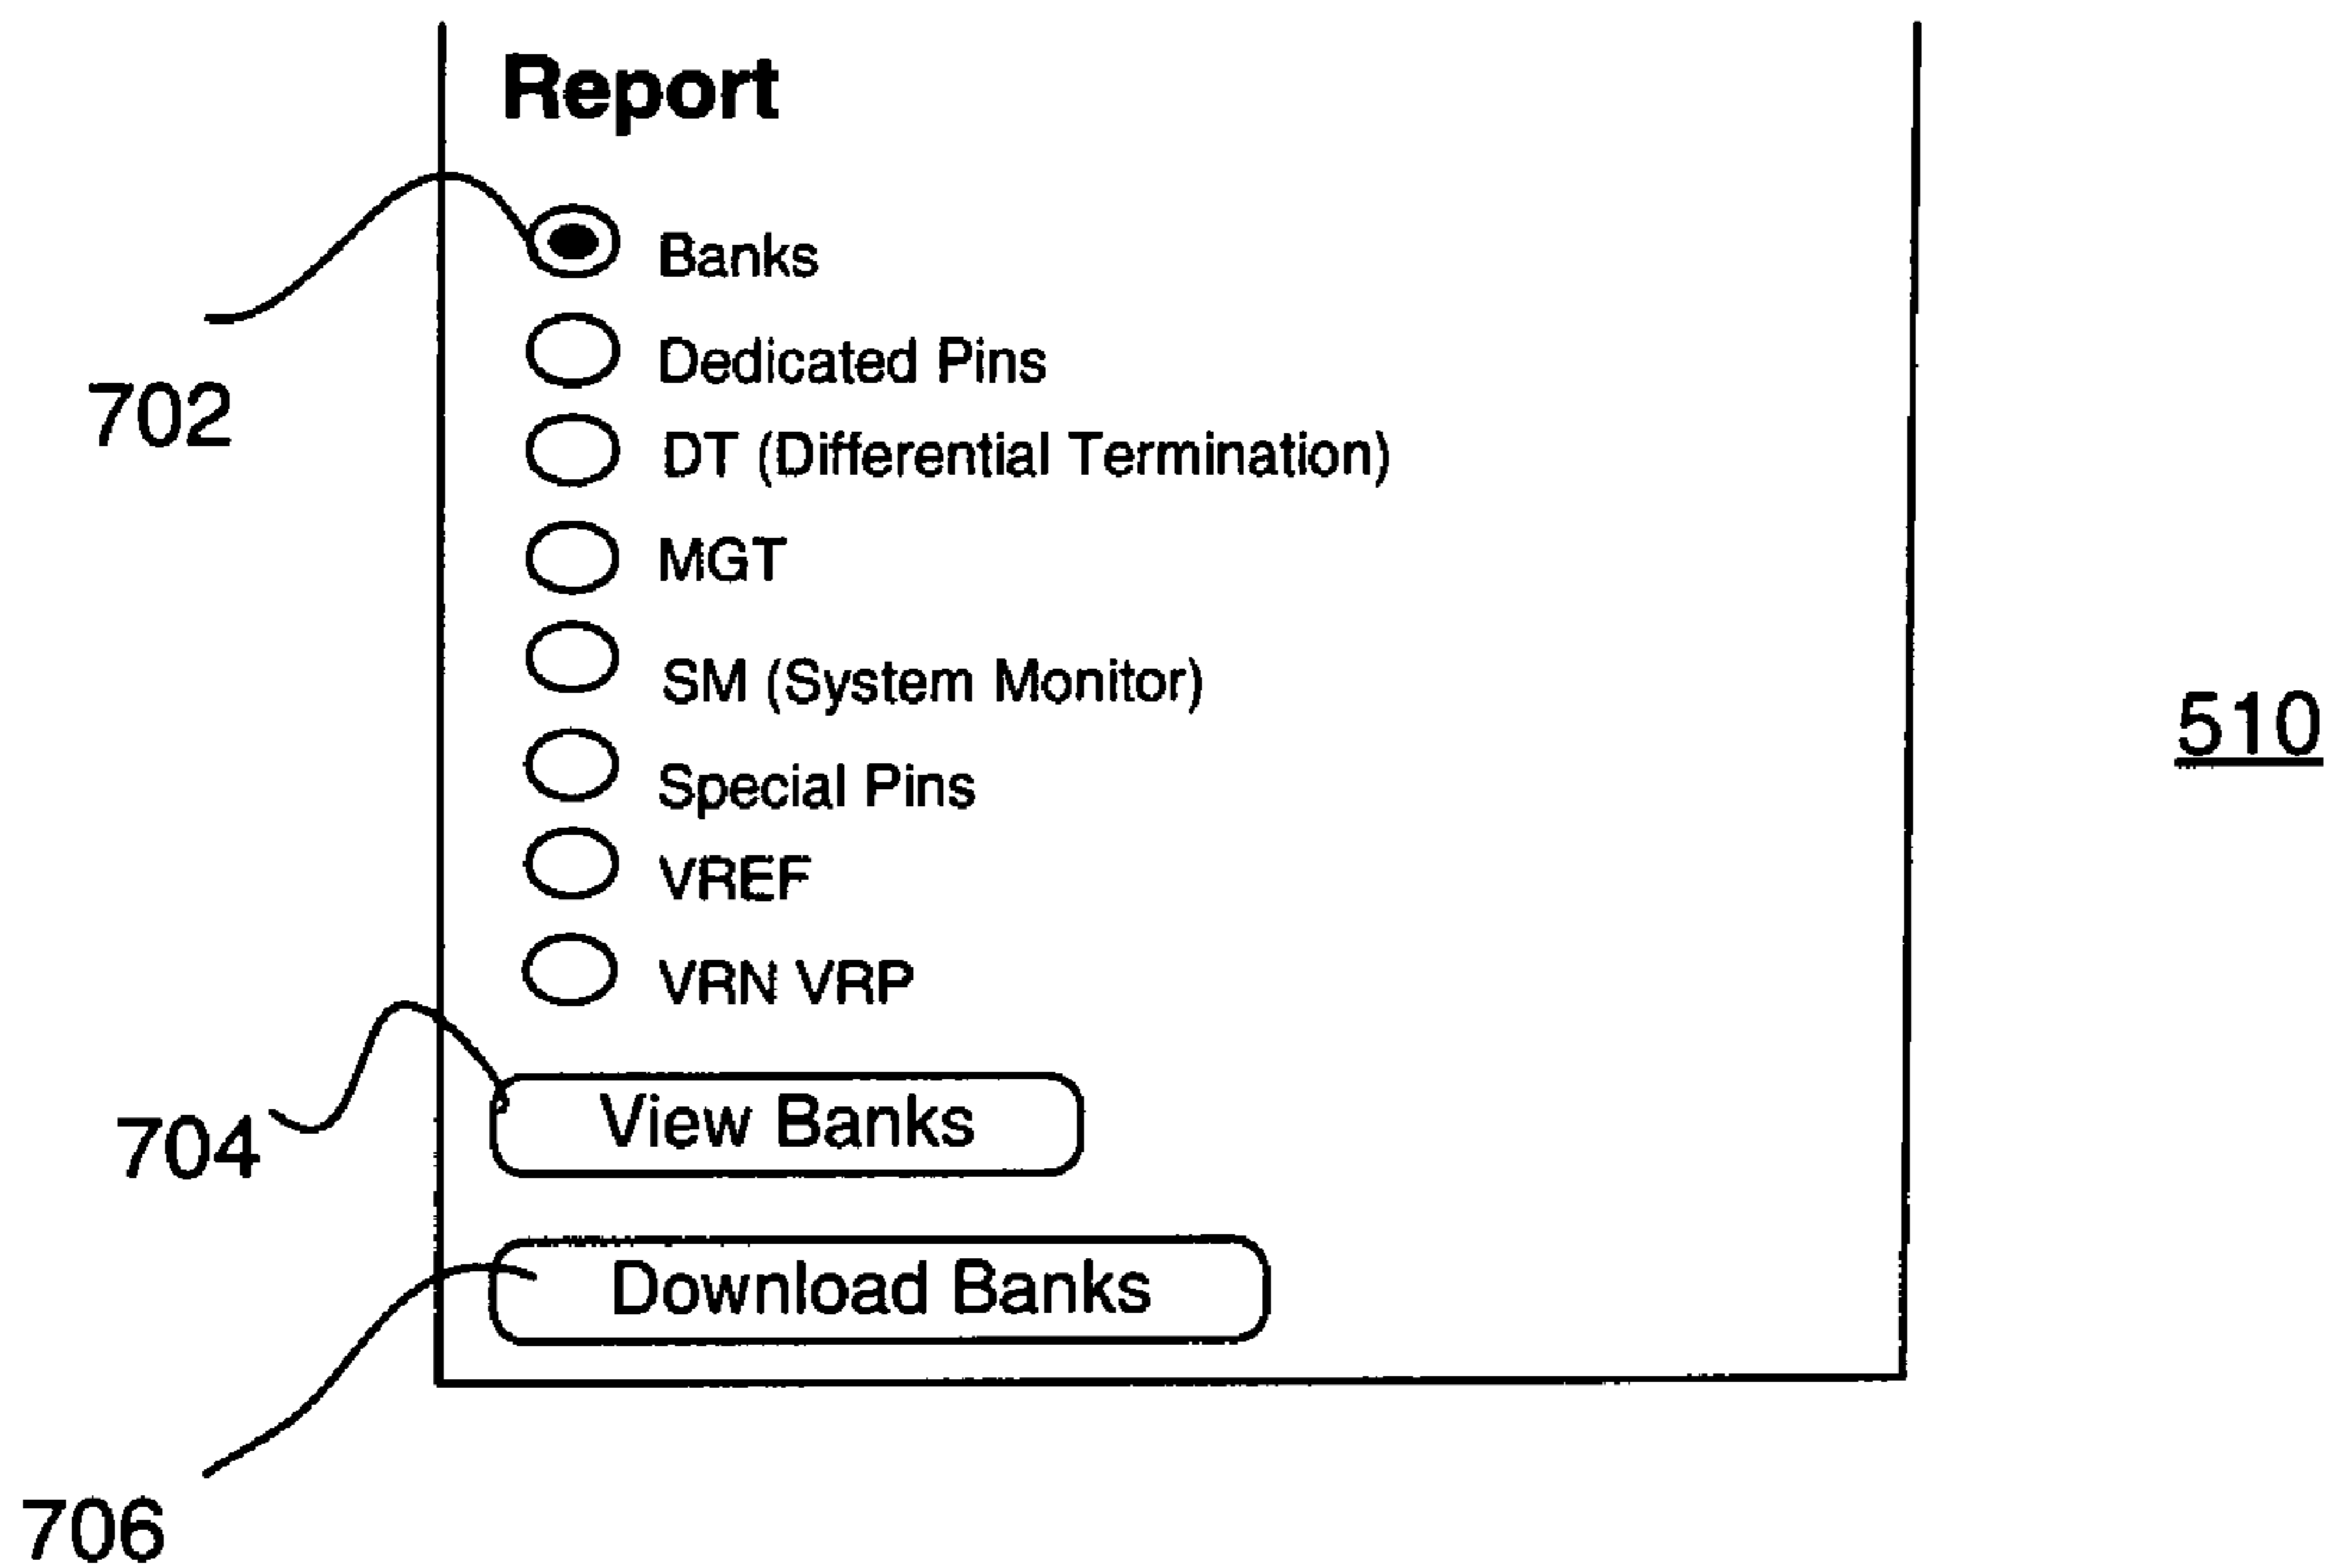 Report
Banks
702
Dedicated Pins
DT (Differential Termination)
MGT
SM (System Monitor)
510
Special Pins
VREF
VRN VRP
704
View Banks
Download Banks
706